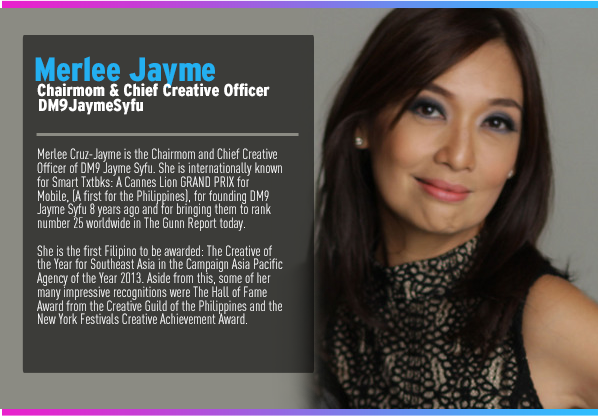 Merlee Jayme
Chairmom & Chief Creative Officer
DM9JaymeSyfu
Merlee Cruz-Jayme is the Chairmom and Chief Creative
Officer of DM9 Jayme Syfu. She is internationally known
for Smart Txtbks: A Cannes Lion GRAND PRIX for
Mobile, (A first for the Philippines), for founding DM9
Jayme Syfu 8 years ago and for bringing them to rank
number 25 worldwide in The Gunn Report today.
She is the first Filipino to be awarded: The Creative of
the Year for Southeast Asia in the Campaign Asia Pacific
Agency of the Year 2013. Aside from this, some of her
many impressive recognitions were The Hall of Fame
Award from the Creative Guild of the Philippines and the
New York Festivals Creative Achievement Award.